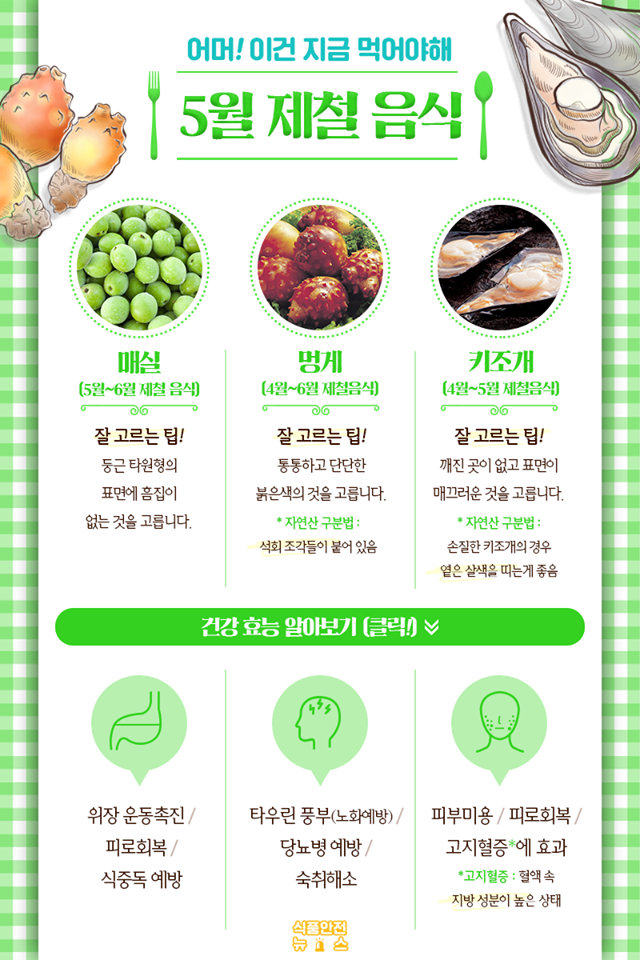 어머! 이건 지금 먹어야해
5월 제철 음식
매실
(5월~6월 제철 음식)
잘 고르는 팁!
둥근 타원형의
표면에 흠집이
없는 것을 고릅니다.
멍게
(4월~6월 제철음식)
잘 고르는 팁!
통통하고 단단한
붉은색의 것을 고릅니다.
* 자연산 구분법 :
석회 조각들이 붙어 있음
키조개
(4월~5월 제철음식)
잘 고르는 팁!
깨진 곳이 없고 표면이
매끄러운 것을 고릅니다.
* 자연산 구분법 :
손질한 키조개의 경우
옅은 살색을 띠는게 좋음
건강 효능 알아보기 (클릭!)
위장 운동촉진 /
피로회복 /
식중독 예방
타우린 풍부(노화예방) /
당뇨병 예방 /
숙취해소
피부미용 / 피로회복 /
고지혈증*에 효과
*고지혈증 : 혈액 속
지방 성분이 높은 상태
식품안전
뉴스